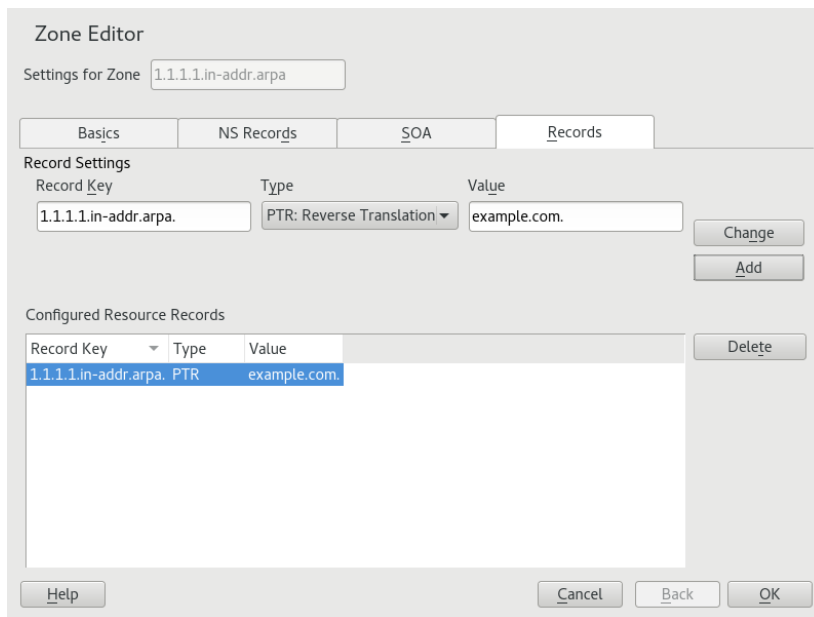 Zone Editor
Settings for Zone 1.1.1.1.in-addr.arpa
Basics NS Records SOA Records
Record Settings
Record Key Type Value
1.1.1.1.in-addr.arpa. PTR: Reverse Translation example.com.
Change
Add
Configured Resource Records
Record Key Type Value Delete
1.1.1.1.in-addr.arpa. PTR example.com.
Help Cancel Back OK